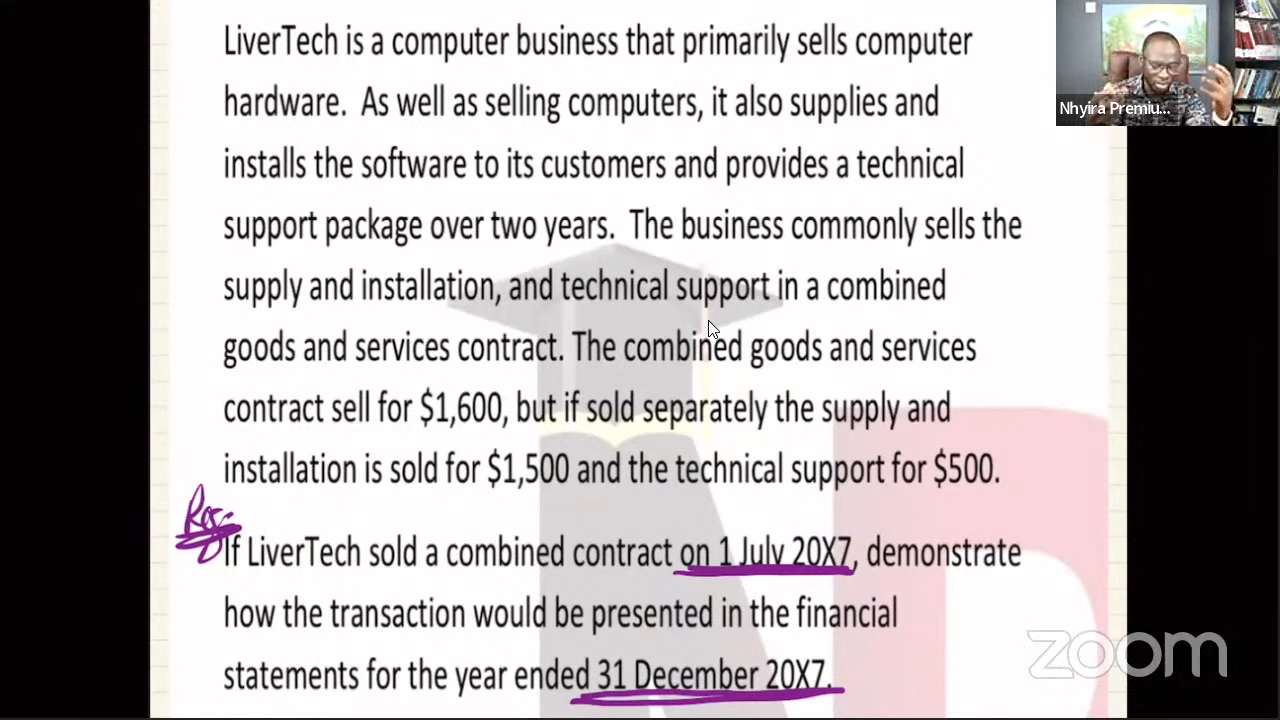 LiverTech is a computer business that primarily sells computer
hardware. As well as selling computers, it also supplies and
installs the software to its customers and provides a technical
support package over two years. The business commonly sells the
supply and installation, and technical support in a combined
goods and services contract. The combined goods and services
contract sell for $1,600, but if sold separately the supply and
installation is sold for $1,500 and the technical support for $500.
If LiverTech sold a combined contract on 1 July 20X7, demonstrate
how the transaction would be presented in the financial
statements for the year ended 31 December 20X7.
Nhyira Premiu...
zoom